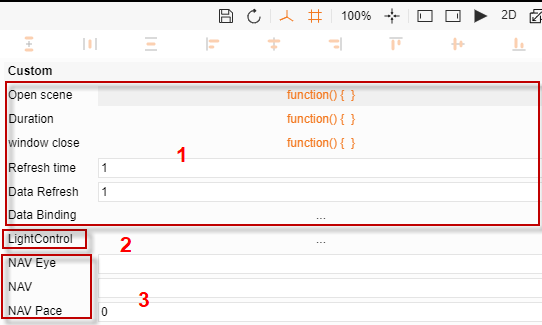 100% 2D
Custom
Open scene function() { }
Duration function() { }
window close function() { }
1
Refresh time 1
Data Refresh 1
Data Binding ...
LightControl ...
2
NAV Eye
NAV
3
NAV Pace 0